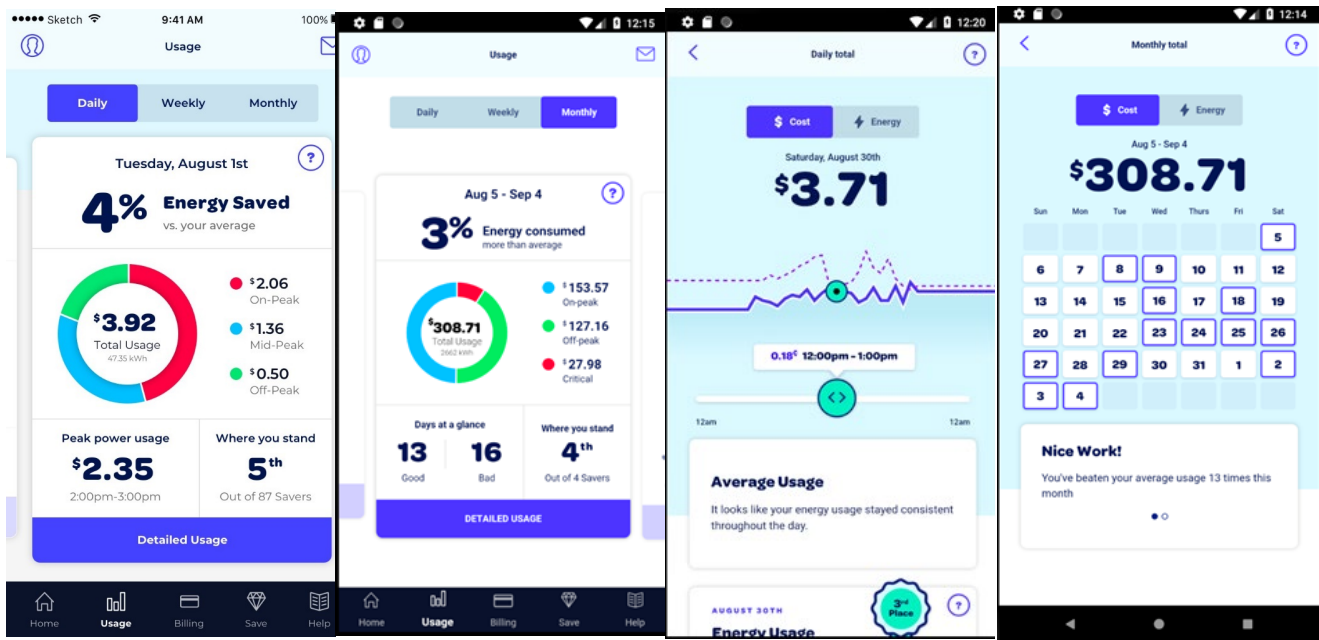 Sketch 9:41 AM 100%
Usage
Daily Weekly Monthly
Tuesday, August 1st ?
4% Energy Saved
vs. your average
$2.06
On-Peak
$3.92
Total Usage
47.35 kWh
$1.36
Mid-Peak
$0.50
Off-Peak
Peak power usage Where you stand
$2.35 5th
2:00pm-3:00pm Out of 87 Savers
Detailed Usage
Home Usage Billing Save Help
12:15
Usage
Daily Weekly Monthly
Aug 5 - Sep 4 ?
3% Energy consumed
more than average
$153.57
On-peak
$308.71
Total Usage
2662 kWh
$127.16
Off-peak
$27.98
Critical
Days at a glance Where you stand
13 16 4th
Good Bad Out of 4 Savers
DETAILED USAGE
Home Usage Billing Save Help
12:20
Daily total ?
$ Cost Energy
Saturday, August 30th
$3.71
0.18¢ 12:00pm - 1:00pm
12am 12am
Average Usage
It looks like your energy usage stayed consistent
throughout the day.
AUGUST 30TH 3rd Place ?
Energy Usage
12:14
Monthly total ?
$ Cost Energy
Aug 5 - Sep 4
$308.71
Sun Mon Tue Wed Thurs Fri Sat
5
6 7 8 9 10 11 12
13 14 15 16 17 18 19
20 21 22 23 24 25 26
27 28 29 30 31 1 2
3 4
Nice Work!
You've beaten your average usage 13 times this
month